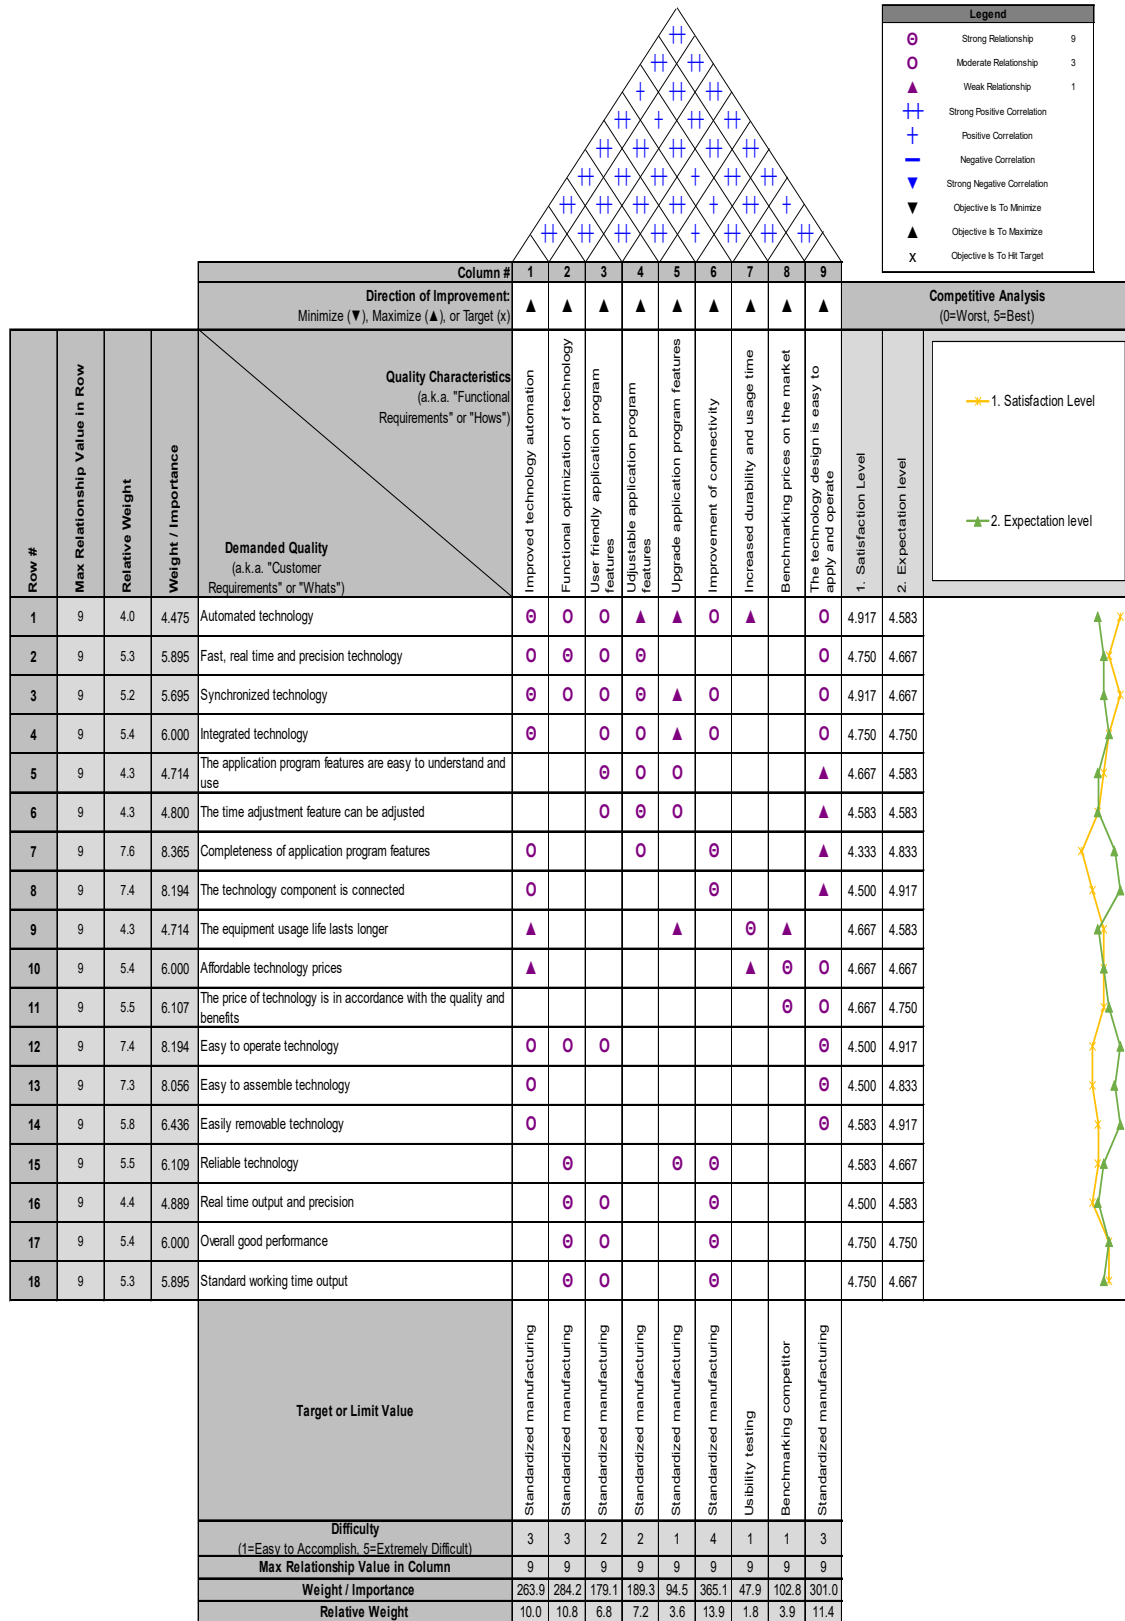 Legend
Θ Strong Relationship 9
Ο Moderate Relationship 3
▲ Weak Relationship 1
┼┼ Strong Positive Correlation
┼ Positive Correlation
▬ Negative Correlation
▼ Strong Negative Correlation
▼ Objective Is To Minimize
▲ Objective Is To Maximize
x Objective Is To Hit Target
Column # 1 2 3 4 5 6 7 8 9
Direction of Improvement:
Minimize (▼), Maximize (▲), or Target (x)
▲ ▲ ▲ ▲ ▲ ▲ ▲ ▲ ▲
Competitive Analysis
(0=Worst, 5=Best)
Row #
Max Relationship Value in Row
Relative Weight
Weight / Importance
Quality Characteristics
(a.k.a. "Functional
Requirements" or "Hows")
Demanded Quality
(a.k.a. "Customer
Requirements" or "Whats")
Improved technology automation
Functional optimization of technology
User friendly application program
features
Udjustable application program
features
Upgrade application program features
Improvement of connectivity
Increased durability and usage time
Benchmarking prices on the market
The technology design is easy to
apply and operate
1. Satisfaction Level
2. Expectation level
1. Satisfaction Level
2. Expectation level
1 9 4.0 4.475 Automated technology Θ Ο Ο ▲ ▲ Ο ▲ Ο 4.917 4.583
2 9 5.3 5.895 Fast, real time and precision technology Ο Θ Ο Θ Ο 4.750 4.667
3 9 5.2 5.695 Synchronized technology Θ Ο Ο Θ ▲ Ο Ο 4.917 4.667
4 9 5.4 6.000 Integrated technology Θ Ο Ο ▲ Ο Ο 4.750 4.750
5 9 4.3 4.714 The application program features are easy to understand and
use Θ Ο Ο ▲ 4.667 4.583
6 9 4.3 4.800 The time adjustment feature can be adjusted Ο Θ Ο ▲ 4.583 4.583
7 9 7.6 8.365 Completeness of application program features Ο Ο Θ ▲ 4.333 4.833
8 9 7.4 8.194 The technology component is connected Ο Θ ▲ 4.500 4.917
9 9 4.3 4.714 The equipment usage life lasts longer ▲ ▲ Θ ▲ 4.667 4.583
10 9 5.4 6.000 Affordable technology prices ▲ ▲ Θ Ο 4.667 4.667
11 9 5.5 6.107 The price of technology is in accordance with the quality and
benefits Θ Ο 4.667 4.750
12 9 7.4 8.194 Easy to operate technology Ο Ο Ο Θ 4.500 4.917
13 9 7.3 8.056 Easy to assemble technology Ο Θ 4.500 4.833
14 9 5.8 6.436 Easily removable technology Ο Θ 4.583 4.917
15 9 5.5 6.109 Reliable technology Θ Θ Θ 4.583 4.667
16 9 4.4 4.889 Real time output and precision Θ Ο Θ 4.500 4.583
17 9 5.4 6.000 Overall good performance Θ Ο Θ 4.750 4.750
18 9 5.3 5.895 Standard working time output Θ Ο Θ 4.750 4.667
Target or Limit Value
Standardized manufacturing
Standardized manufacturing
Standardized manufacturing
Standardized manufacturing
Standardized manufacturing
Standardized manufacturing
Usibility testing
Benchmarking competitor
Standardized manufacturing
Difficulty
(1=Easy to Accomplish, 5=Extremely Difficult) 3 3 2 2 1 4 1 1 3
Max Relationship Value in Column 9 9 9 9 9 9 9 9 9
Weight / Importance 263.9 284.2 179.1 189.3 94.5 365.1 47.9 102.8 301.0
Relative Weight 10.0 10.8 6.8 7.2 3.6 13.9 1.8 3.9 11.4